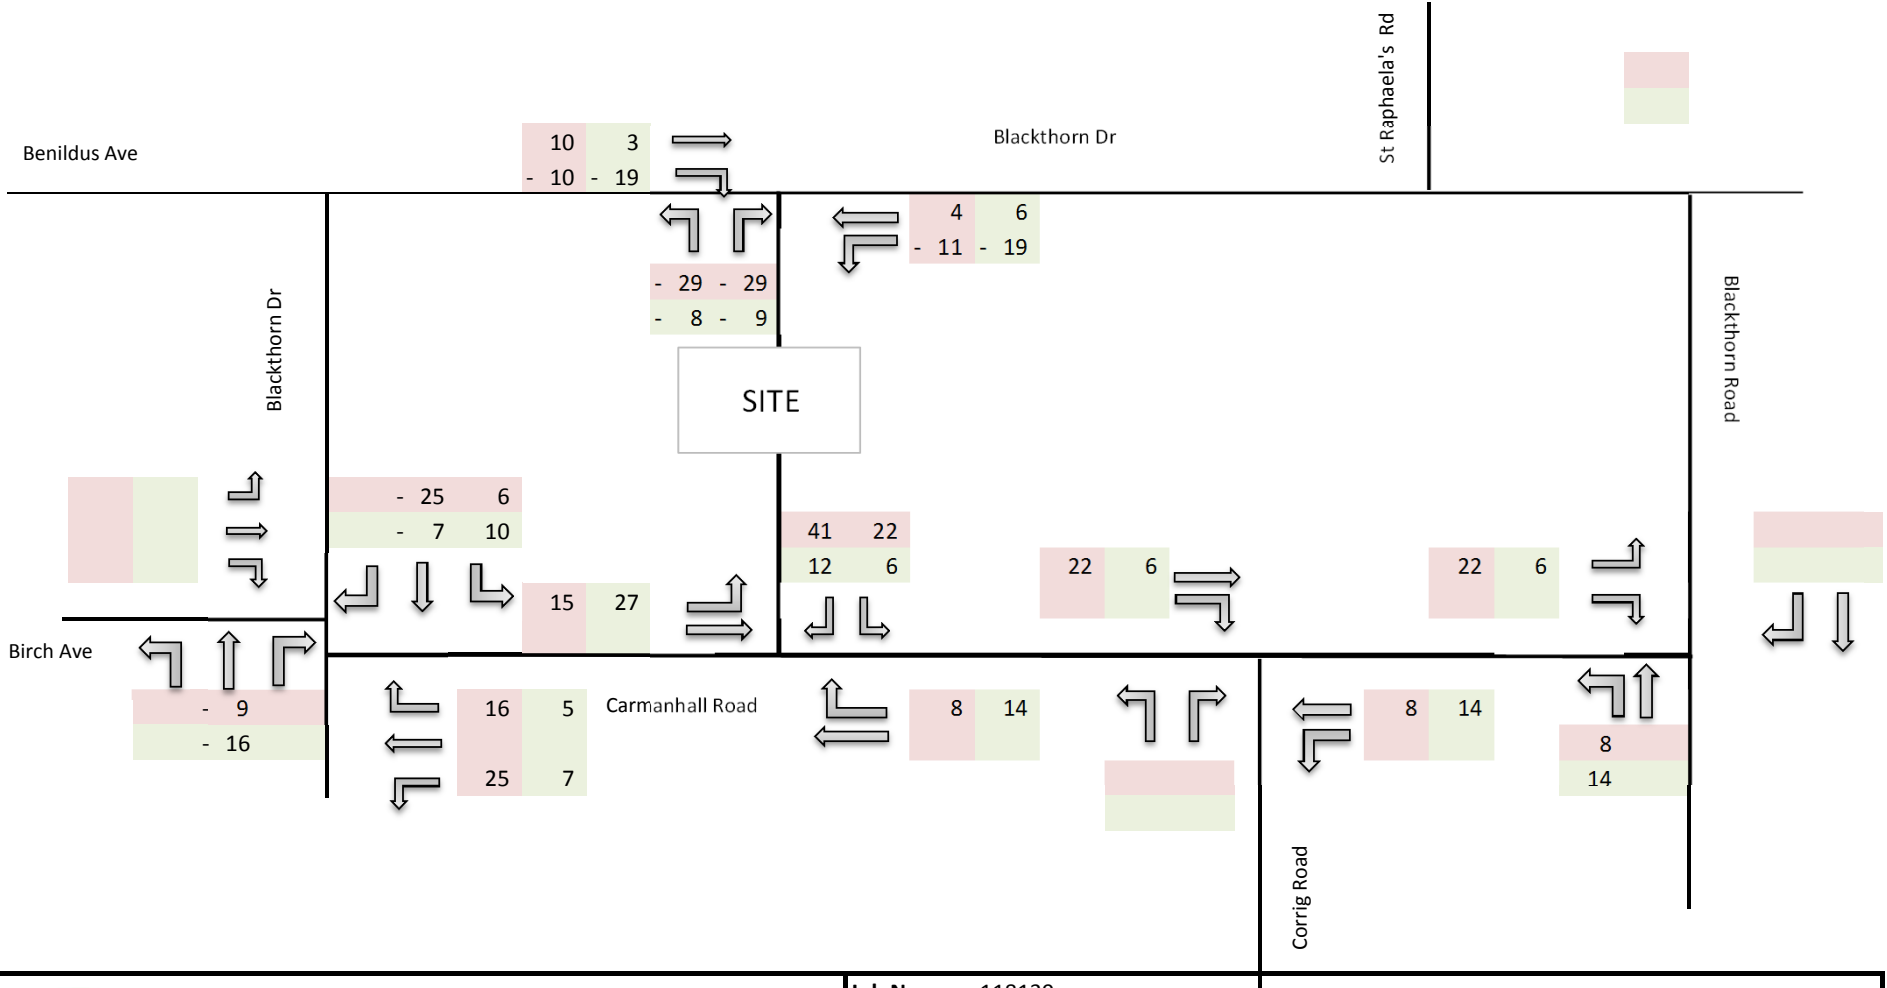 St Raphaela's Rd
10 3
Blackthorn Dr
Benildus Ave
- 10 - 19
4 6
- 11 - 19
- 29 - 29
- 8 - 9
Blackthorn Dr
Blackthorn Road
SITE
- 25 6
- 7 10
41 22
12 6
22 6
22 6
15 27
Birch Ave
- 9
- 16
16 5
25 7
Carmanhall Road
8 14
8 14
8
14
Corrig Road